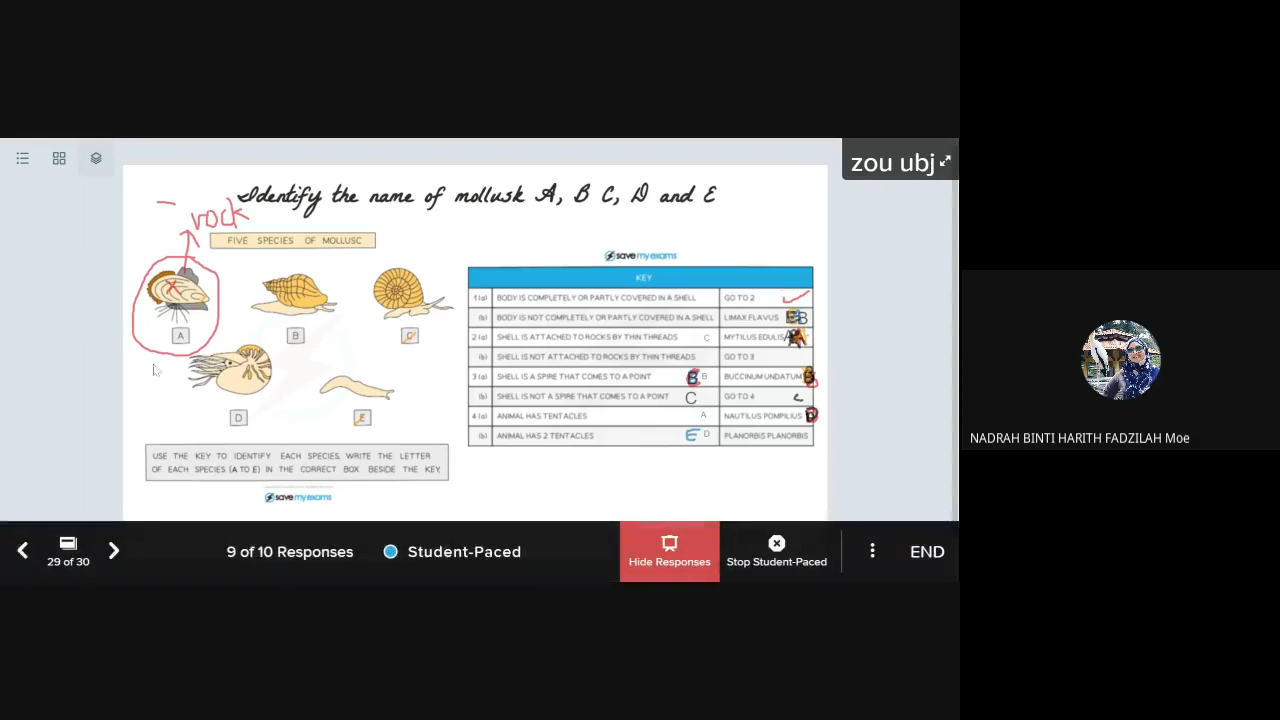 zou ubj
Identify the name of mollusk A, B C, D and E
rock
FIVE SPECIES OF MOLLUSC
A
B
C
D
E
USE THE KEY TO IDENTIFY EACH SPECIES. WRITE THE LETTER
OF EACH SPECIES (A TO E) IN THE CORRECT BOX BESIDE THE KEY.
save my exams
save my exams
KEY
1 (a) BODY IS COMPLETELY OR PARTLY COVERED IN A SHELL GO TO 2
(b) BODY IS NOT COMPLETELY OR PARTLY COVERED IN A SHELL LIMAX FLAVUS E B
2 (a) SHELL IS ATTACHED TO ROCKS BY THIN THREADS C MYTILUS EDULIS A
(b) SHELL IS NOT ATTACHED TO ROCKS BY THIN THREADS GO TO 3
3 (a) SHELL IS A SPIRE THAT COMES TO A POINT B B BUCCINUM UNDATUM B
(b) SHELL IS NOT A SPIRE THAT COMES TO A POINT C GO TO 4 C
4 (a) ANIMAL HAS TENTACLES A NAUTILUS POMPILIUS D
(b) ANIMAL HAS 2 TENTACLES E D PLANORBIS PLANORBIS
29 of 30
9 of 10 Responses
Student-Paced
Hide Responses
Stop Student-Paced
END
NADRAH BINTI HARITH FADZILAH Moe